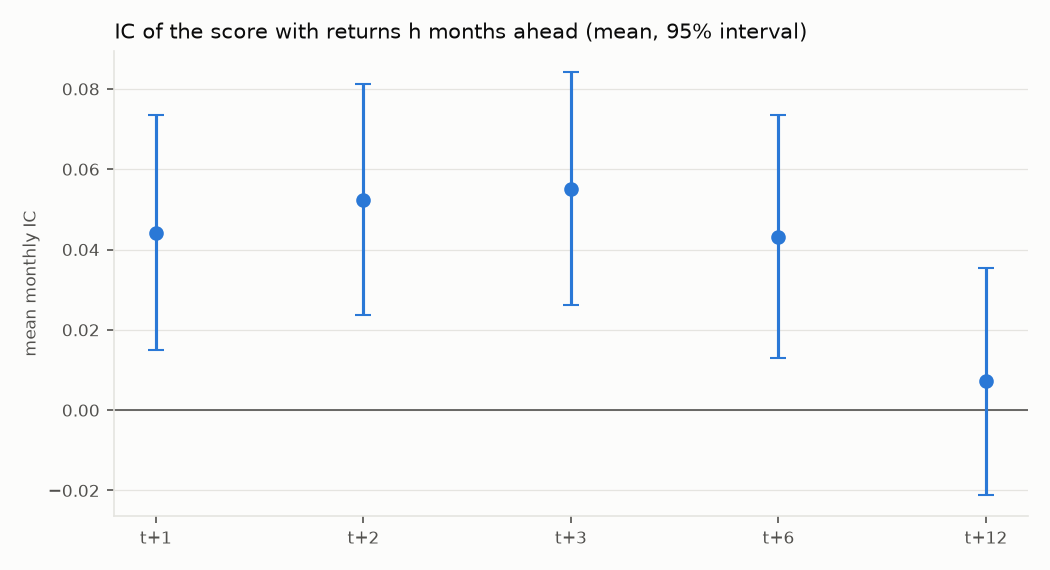 IC of the score with returns h months ahead (mean, 95% interval)
mean monthly IC
0.08
0.06
0.04
0.02
0.00
−0.02
t+1
t+2
t+3
t+6
t+12